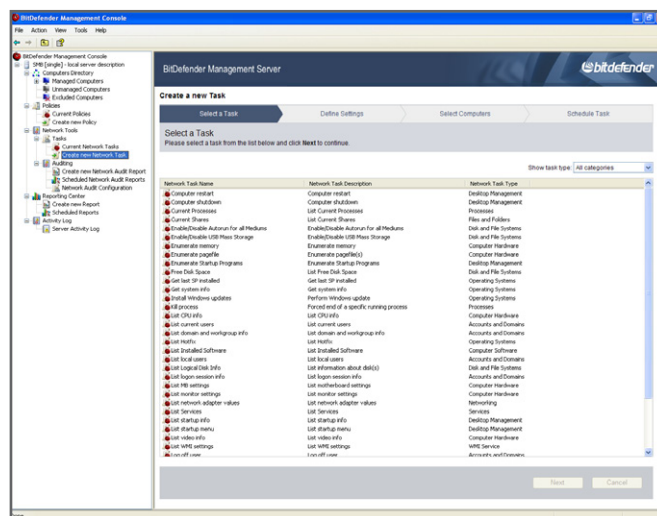 BitDefender Management Console
File Action View Tools Help
BitDefender Management Console
SMB [single] - local server description
Computers Directory
Managed Computers
Unmanaged Computers
Excluded Computers
Policies
Current Policies
Create new Policy
Network Tools
Tasks
Current Network Tasks
Create new Network Task
Auditing
Create new Network Audit Report
Scheduled Network Audit Reports
Network Audit Configuration
Reporting Center
Create new Report
Scheduled Reports
Activity Log
Server Activity Log
BitDefender Management Server
bitdefender
Create a new Task
Select a Task Define Settings Select Computers Schedule Task
Select a Task
Please select a task from the list below and click Next to continue.
Show task type: All categories
Network Task Name Network Task Description Network Task Type
Computer restart Computer restart Desktop Management
Computer shutdown Computer shutdown Desktop Management
Current Processes List Current Processes Processes
Current Shares List Current Shares Files and Folders
Enable/Disable Autorun for all Mediums Enable/Disable Autorun for all Mediums Disk and File Systems
Enable/Disable USB Mass Storage Enable/Disable USB Mass Storage Disk and File Systems
Enumerate memory Enumerate memory Computer Hardware
Enumerate pagefile Enumerate pagefile(s) Computer Hardware
Enumerate Startup Programs Enumerate Startup Programs Desktop Management
Free Disk Space List Free Disk Space Disk and File Systems
Get last SP installed Get last SP installed Operating Systems
Get system info Get system info Operating Systems
Install Windows updates Perform Windows update Operating Systems
Kill process Forced end of a specific running process Processes
List CPU info List CPU info Computer Hardware
List current users List current users Accounts and Domains
List domain and workgroup info List domain and workgroup info Accounts and Domains
List Hotfix List Hotfix Operating Systems
List Installed Software List Installed Software Computer Software
List local users List local users Accounts and Domains
List Logical Disk Info List information about disk(s) Disk and File Systems
List logon session info List logon session info Accounts and Domains
List MB settings List motherboard settings Computer Hardware
List monitor settings List monitor settings Computer Hardware
List network adapter values List network adapter values Networking
List Services List Services Services
List startup info List startup info Desktop Management
List startup menu List startup menu Desktop Management
List video info List video info Computer Hardware
List WMI settings List WMI settings WMI Service
Log off user Log off user Accounts and Domains
Next Cancel